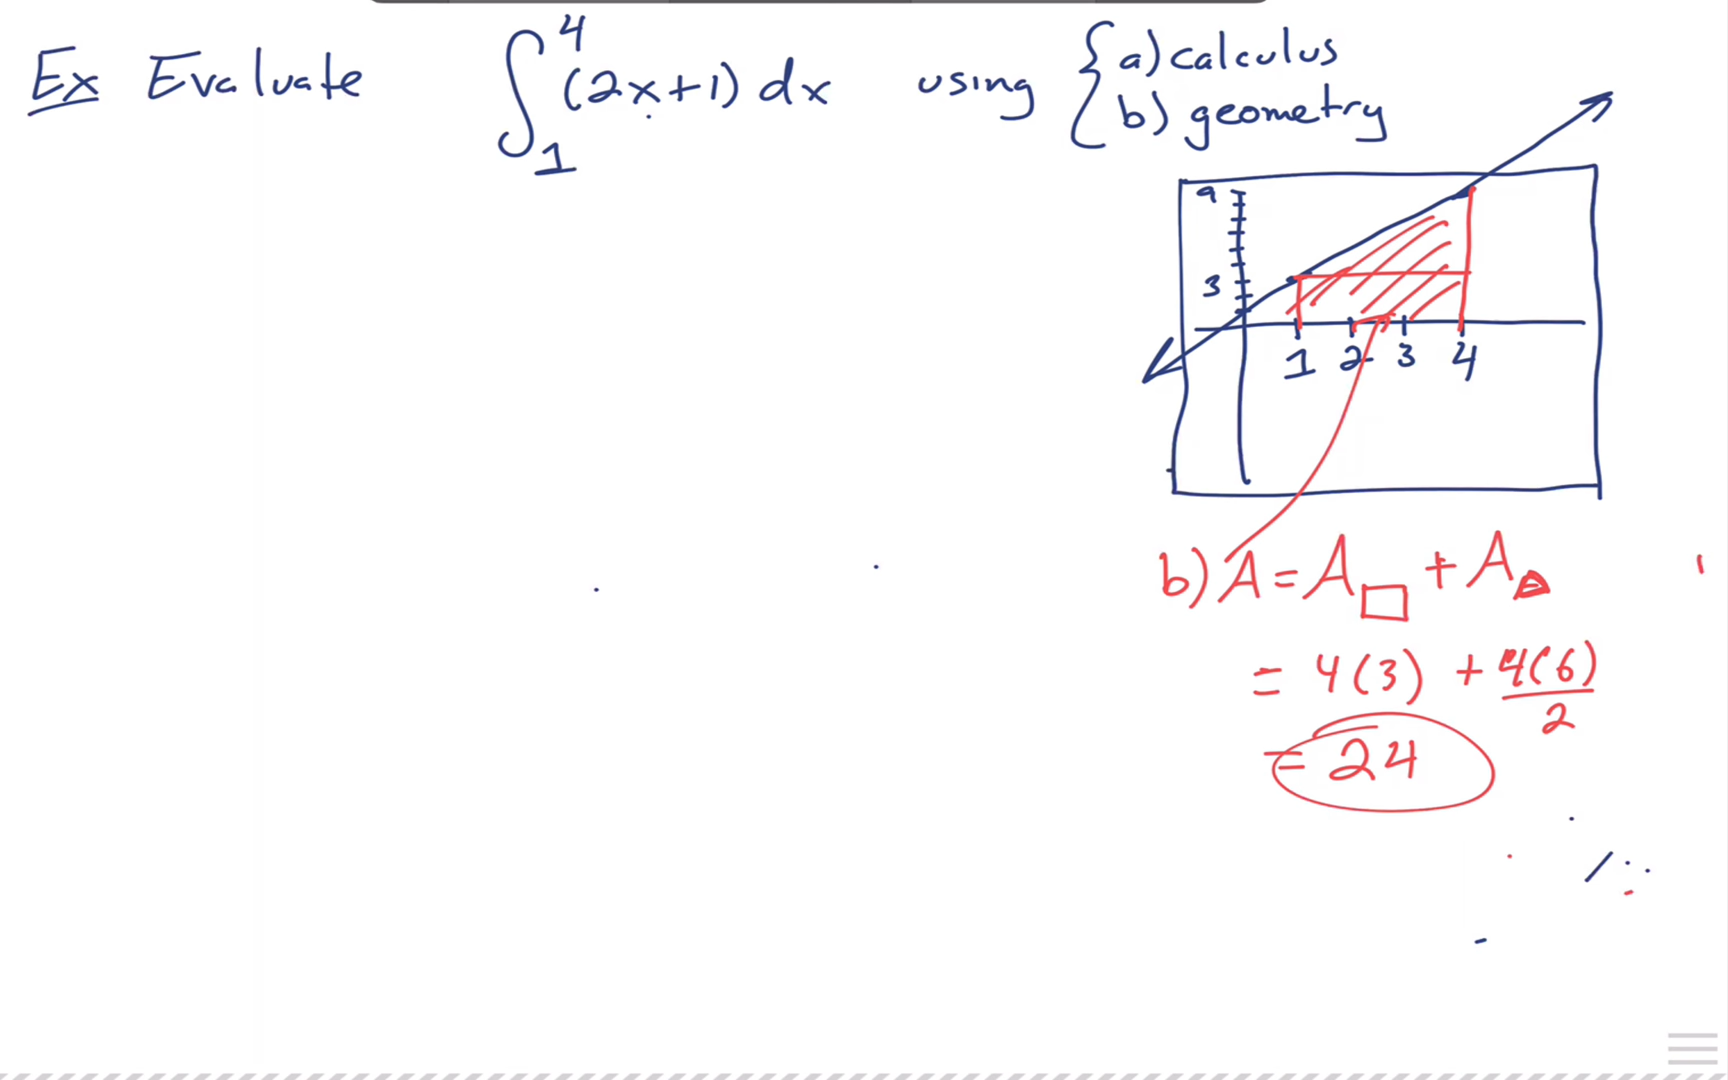 Ex Evaluate ∫₁⁴ (2x+1) dx using { a) calculus
b) geometry
9
3
1 2 3 4
b) A = A□ + A△
= 4(3) + 4(6)/2
= 24